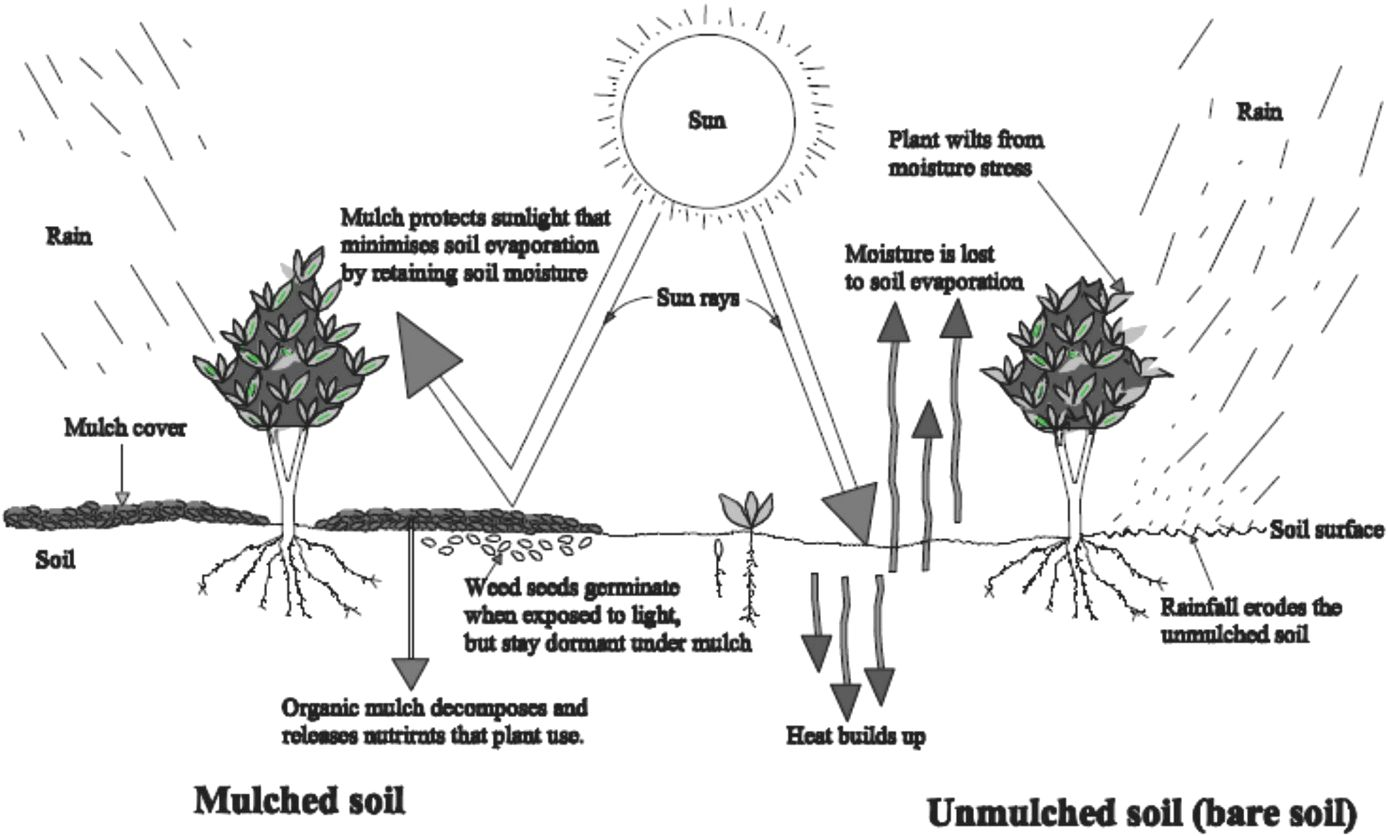 Sun
Rain
Plant wilts from
moisture stress
Mulch protects sunlight that
minimises soil evaporation
by retaining soil moisture
Rain
Moisture is lost
to soil evaporation
Sun rays
Mulch cover
Soil surface
Soil
Weed seeds germinate
when exposed to light,
but stay dormant under mulch
Rainfall erodes the
unmulched soil
Organic mulch decomposes and
releases nutrirnts that plant use.
Heat builds up
Mulched soil
Unmulched soil (bare soil)